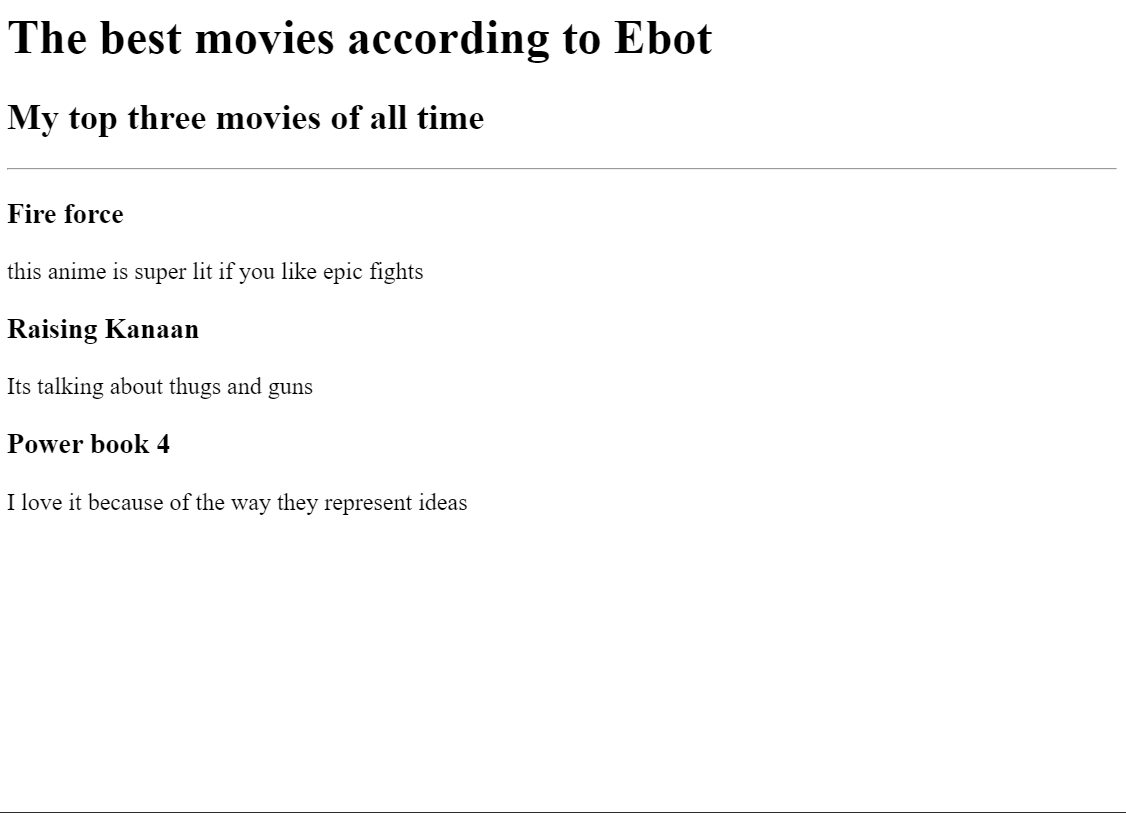 The best movies according to Ebot
My top three movies of all time
Fire force
this anime is super lit if you like epic fights
Raising Kanaan
Its talking about thugs and guns
Power book 4
I love it because of the way they represent ideas